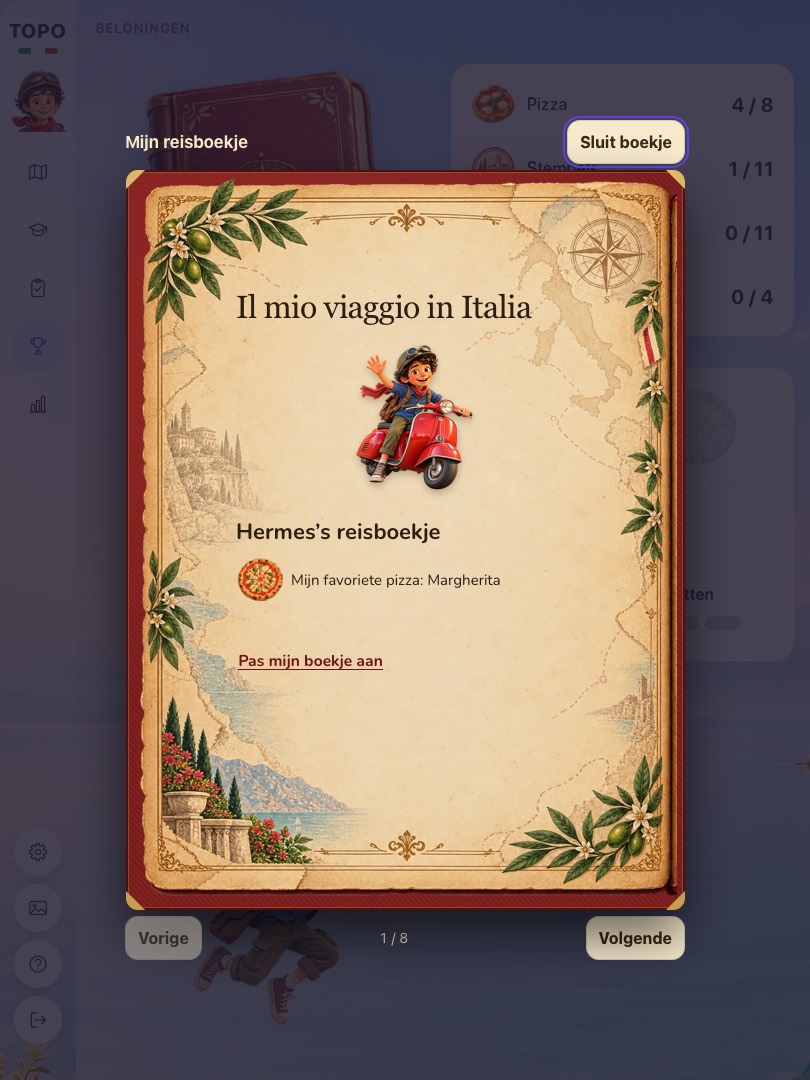 TOPO
BELONINGEN
Pizza
4 / 8
Mijn reisboekje
Sluit boekje
1 / 11
0 / 11
0 / 4
W
E
S
Il mio viaggio in Italia
Hermes’s reisboekje
Mijn favoriete pizza: Margherita
tten
Pas mijn boekje aan
Vorige
1 / 8
Volgende